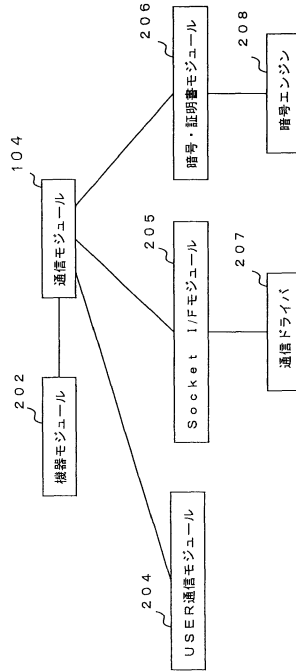 104
通信モジュール
202
機器モジュール
204
USER通信モジュール
205
Socket I/Fモジュール
206
暗号・証明書モジュール
207
通信ドライバ
208
暗号エンジン